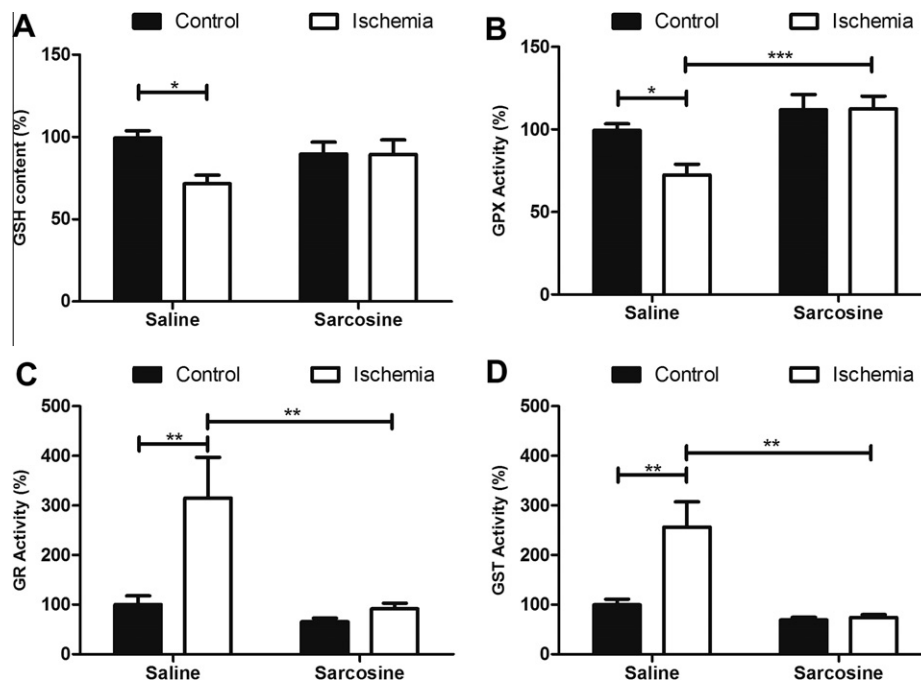 A
Control Ischemia
GSH content (%)
150
100
50
0
*
Saline Sarcosine
B
Control Ischemia
GPX Activity (%)
150
100
50
0
*
***
Saline Sarcosine
C
Control Ischemia
GR Activity (%)
500
400
300
200
100
0
**
**
Saline Sarcosine
D
Control Ischemia
GST Activity (%)
500
400
300
200
100
0
**
**
Saline Sarcosine